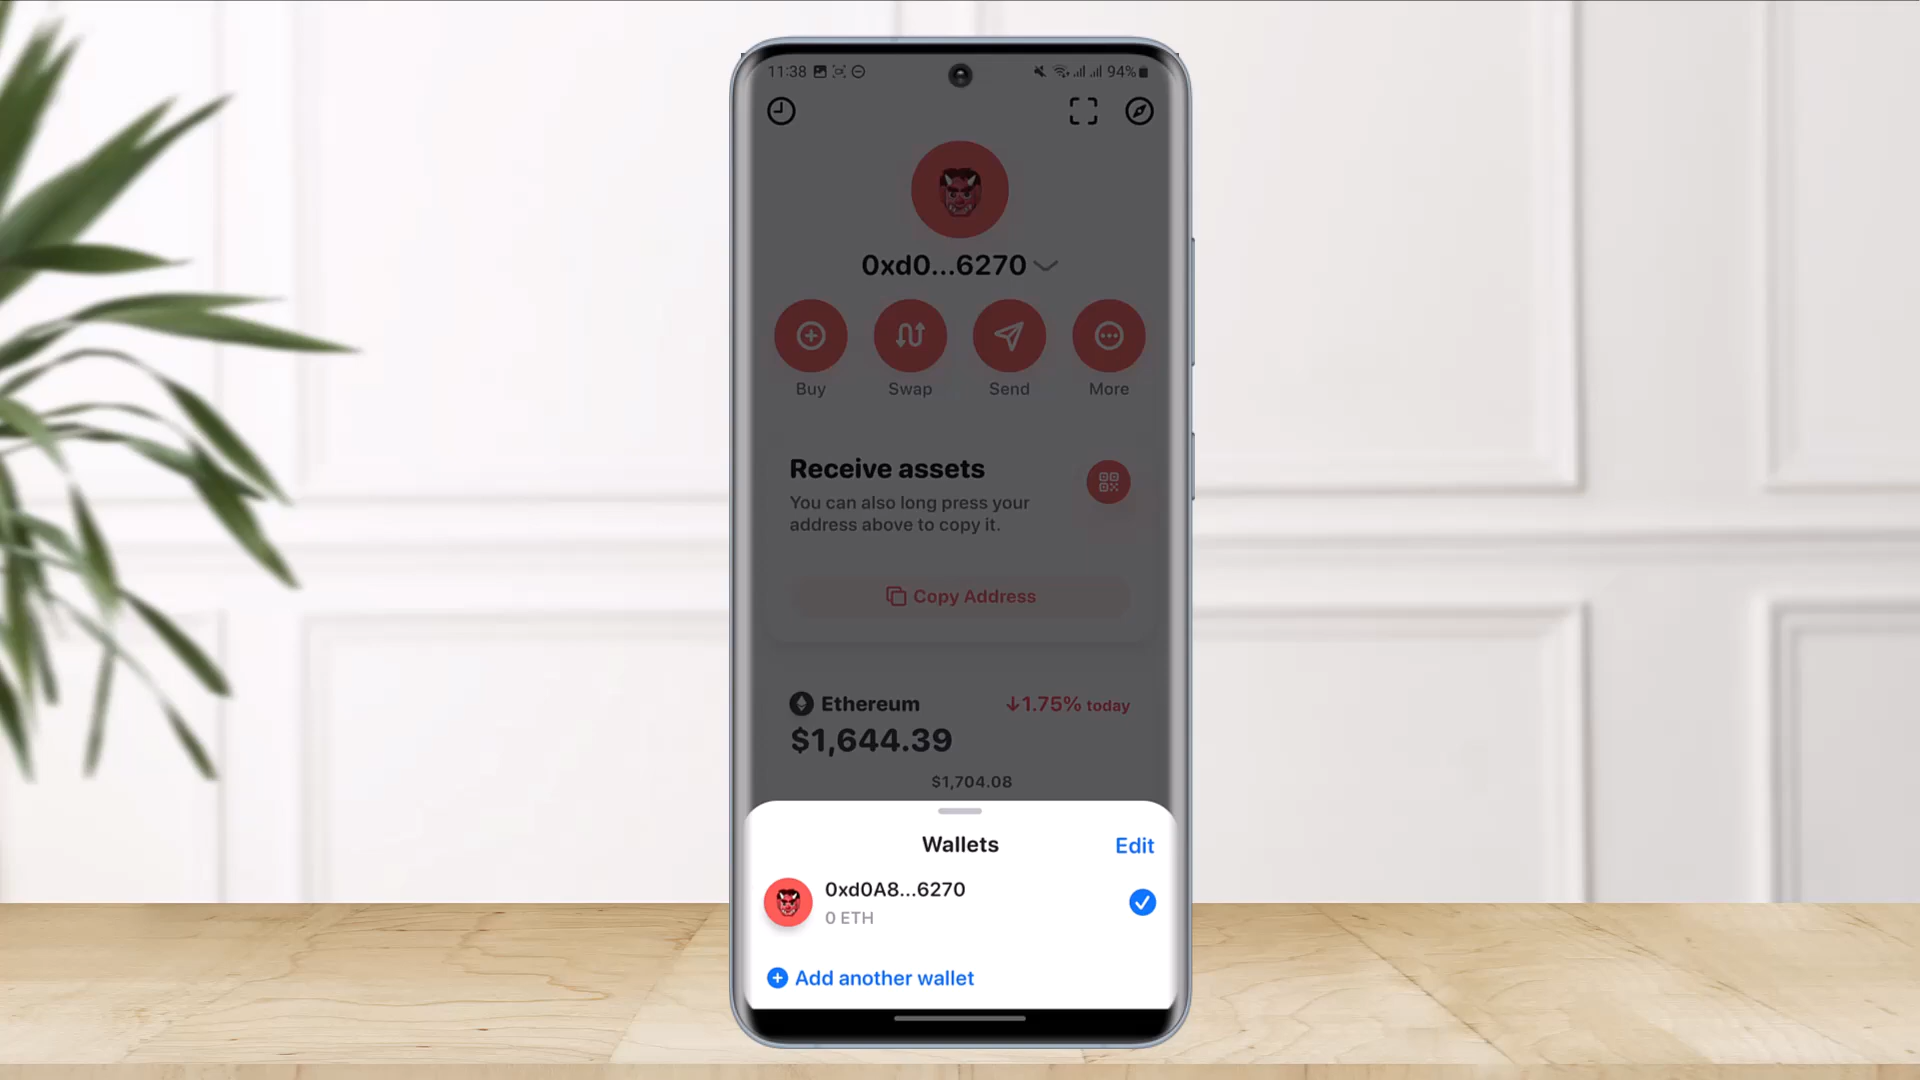 11:38 94%
0xd0...6270
Buy Swap Send More
Receive assets
You can also long press your
address above to copy it.
Copy Address
Ethereum ↓1.75% today
$1,644.39
$1,704.08
Wallets Edit
0xd0A8...6270
0 ETH
Add another wallet